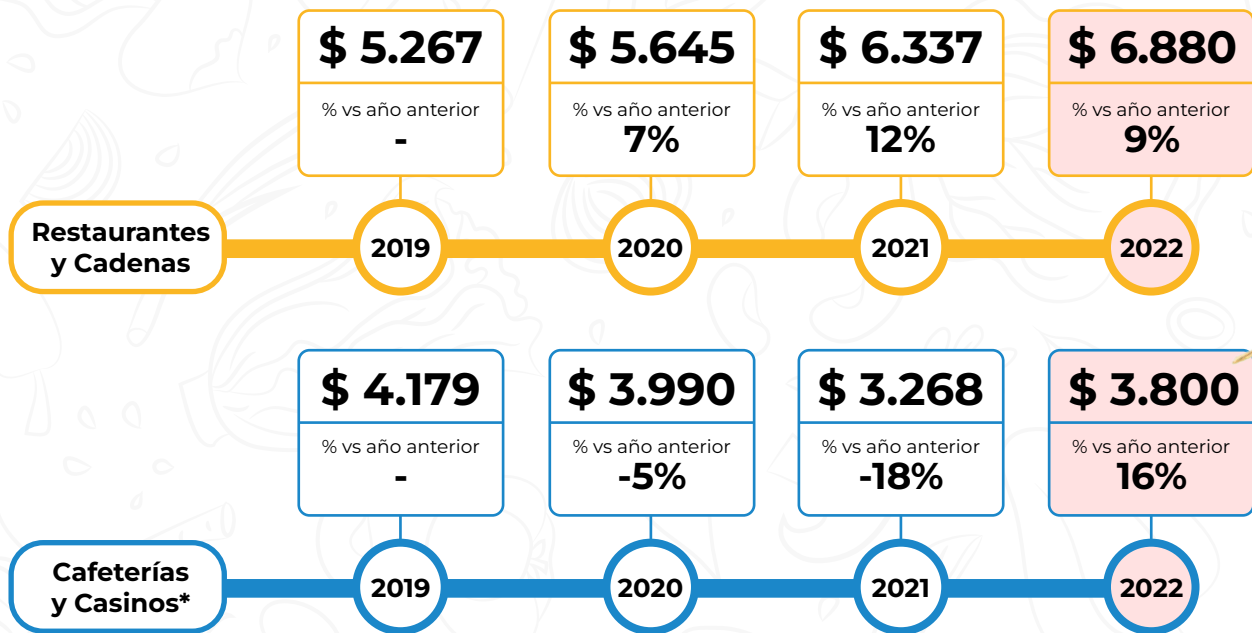 $ 5.267
% vs año anterior
-
$ 5.645
% vs año anterior
7%
$ 6.337
% vs año anterior
12%
$ 6.880
% vs año anterior
9%
Restaurantes
y Cadenas
2019
2020
2021
2022
$ 4.179
% vs año anterior
-
$ 3.990
% vs año anterior
-5%
$ 3.268
% vs año anterior
-18%
$ 3.800
% vs año anterior
16%
Cafeterías
y Casinos*
2019
2020
2021
2022